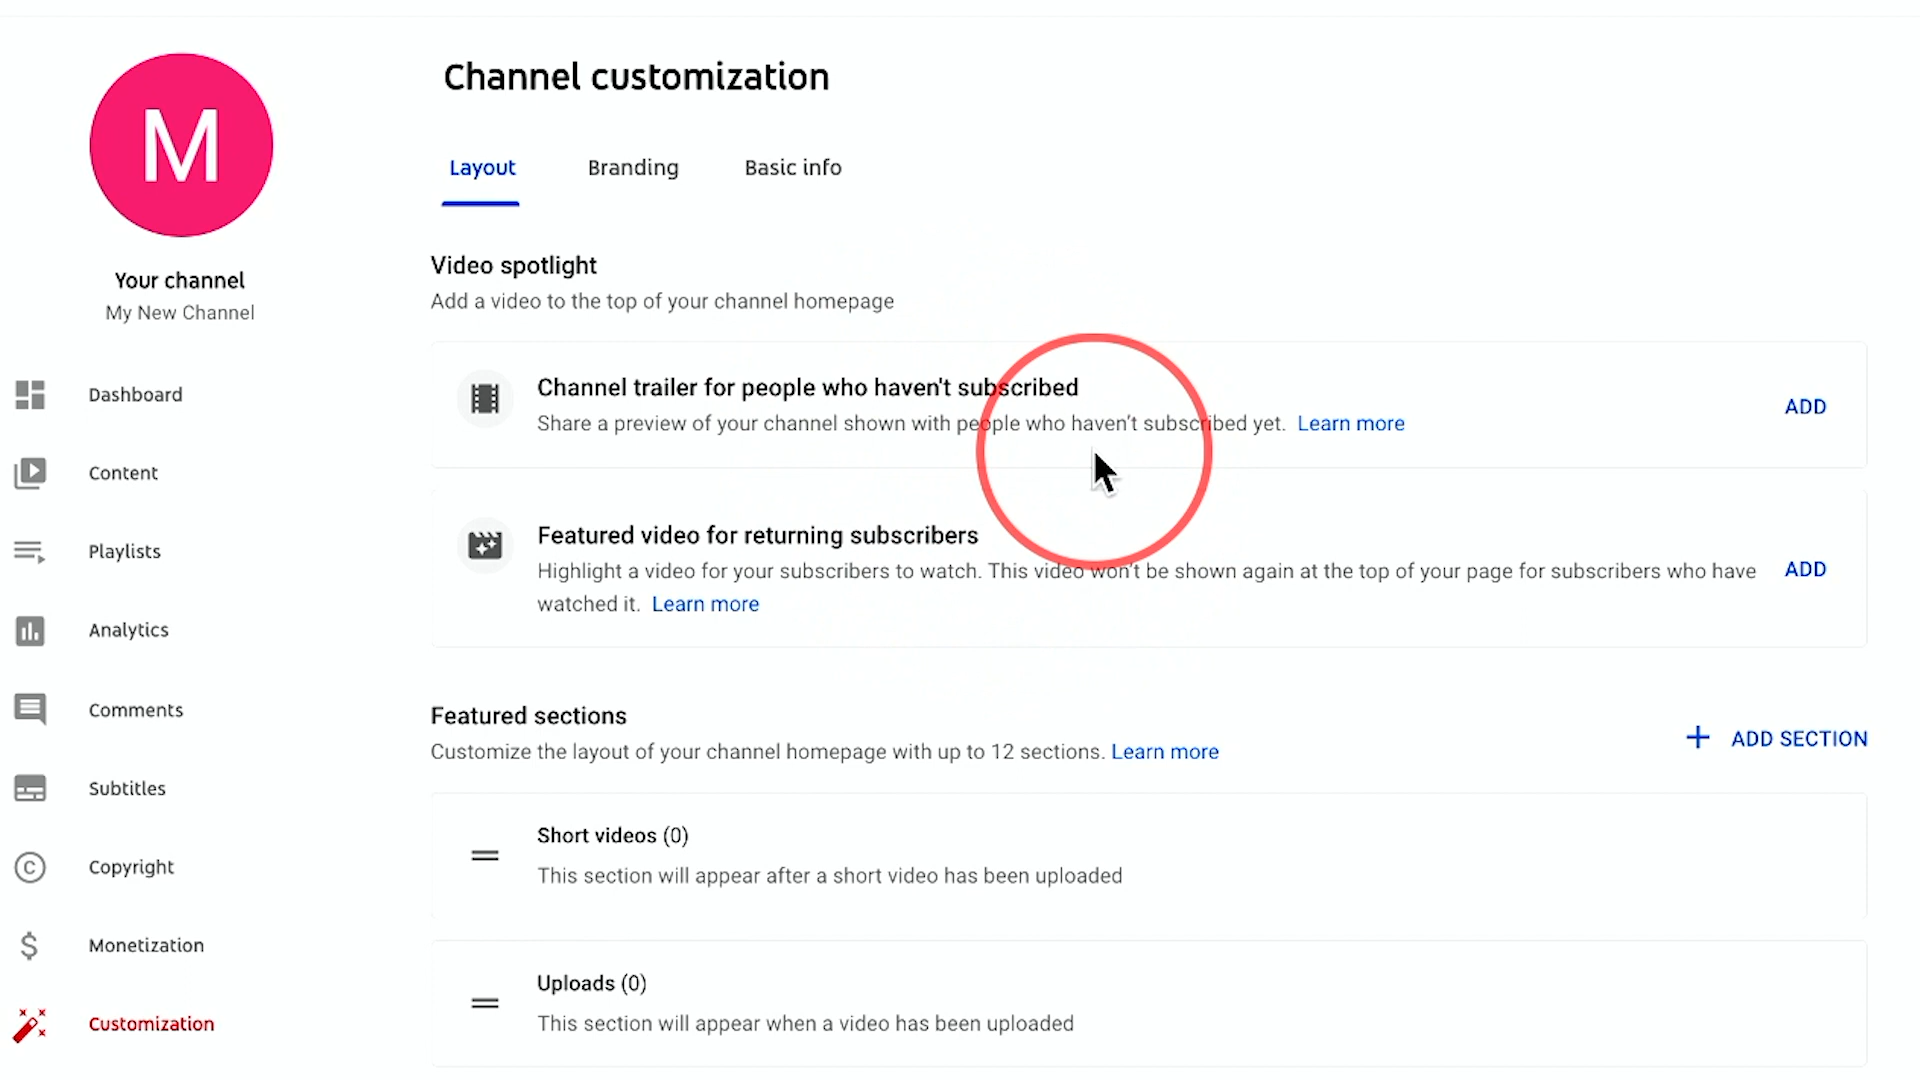 M
Your channel
My New Channel
Dashboard
Content
Playlists
Analytics
Comments
Subtitles
Copyright
Monetization
Customization
Channel customization
Layout
Branding
Basic info
Video spotlight
Add a video to the top of your channel homepage
Channel trailer for people who haven't subscribed
Share a preview of your channel shown with people who haven’t subscribed yet. Learn more
ADD
Featured video for returning subscribers
Highlight a video for your subscribers to watch. This video won’t be shown again at the top of your page for subscribers who have
watched it. Learn more
ADD
Featured sections
Customize the layout of your channel homepage with up to 12 sections. Learn more
+ ADD SECTION
Short videos (0)
This section will appear after a short video has been uploaded
Uploads (0)
This section will appear when a video has been uploaded